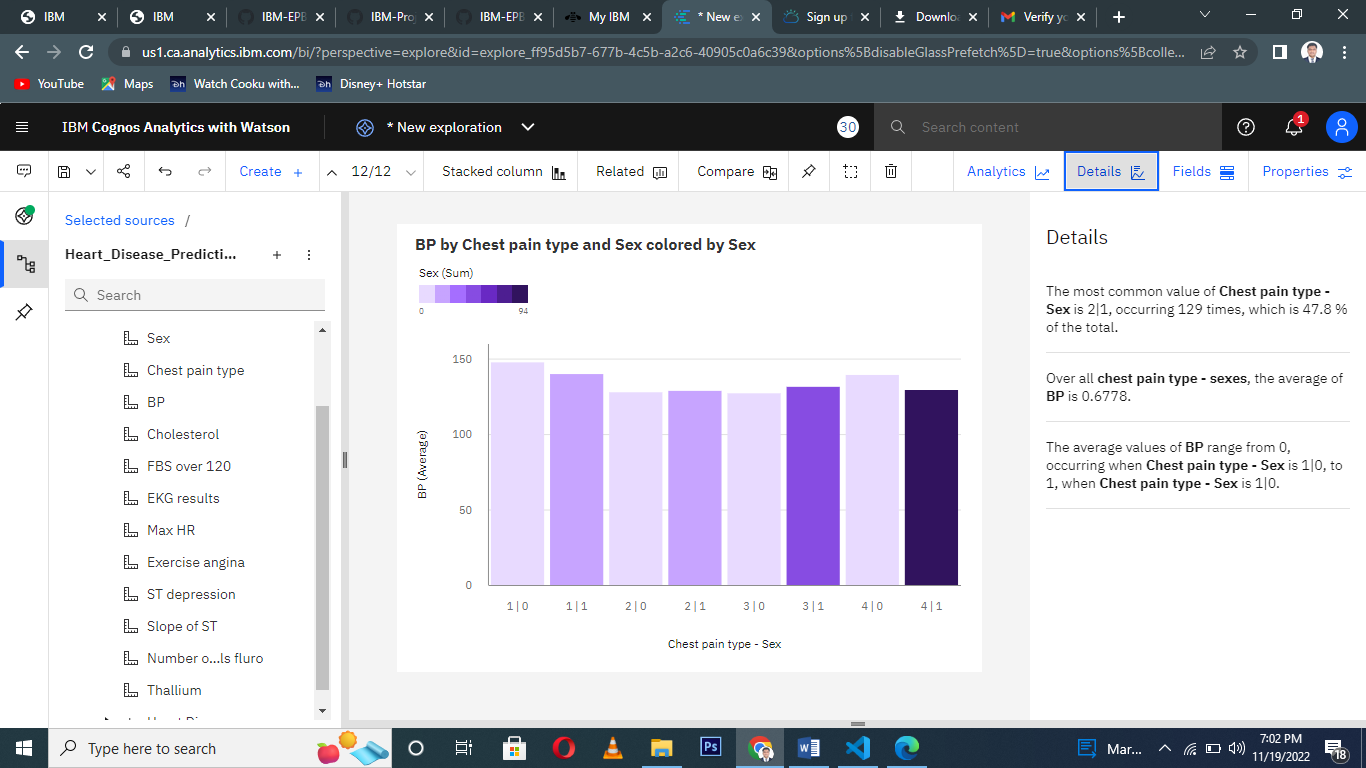 IBM
IBM
IBM-EPB
IBM-Proj
IBM-EPB
My IBM
* New e
Sign up
Downloa
Verify yo
us1.ca.analytics.ibm.com/bi/?perspective=explore&id=explore_ff95d5b7-677b-4c5b-a2c6-40905c0a6c39&options%5BdisableGlassPrefetch%5D=true&options%5Bcolle...
YouTube
Maps
Watch Cooku with...
Disney+ Hotstar
IBM Cognos Analytics with Watson
* New exploration
30
Search content
1
Create +
12/12
Stacked column
Related
Compare
Analytics
Details
Fields
Properties
Selected sources /
Heart_Disease_Predicti...
Search
Sex
Chest pain type
BP
Cholesterol
FBS over 120
EKG results
Max HR
Exercise angina
ST depression
Slope of ST
Number o...ls fluro
Thallium
BP by Chest pain type and Sex colored by Sex
Sex (Sum)
0 94
BP (Average)
150
100
50
0
1 | 0 1 | 1 2 | 0 2 | 1 3 | 0 3 | 1 4 | 0 4 | 1
Chest pain type - Sex
Details
The most common value of Chest pain type -
Sex is 2|1, occurring 129 times, which is 47.8 %
of the total.
Over all chest pain type - sexes, the average of
BP is 0.6778.
The average values of BP range from 0,
occurring when Chest pain type - Sex is 1|0, to
1, when Chest pain type - Sex is 1|0.
Type here to search
Ps
Mar...
7:02 PM
11/19/2022
18